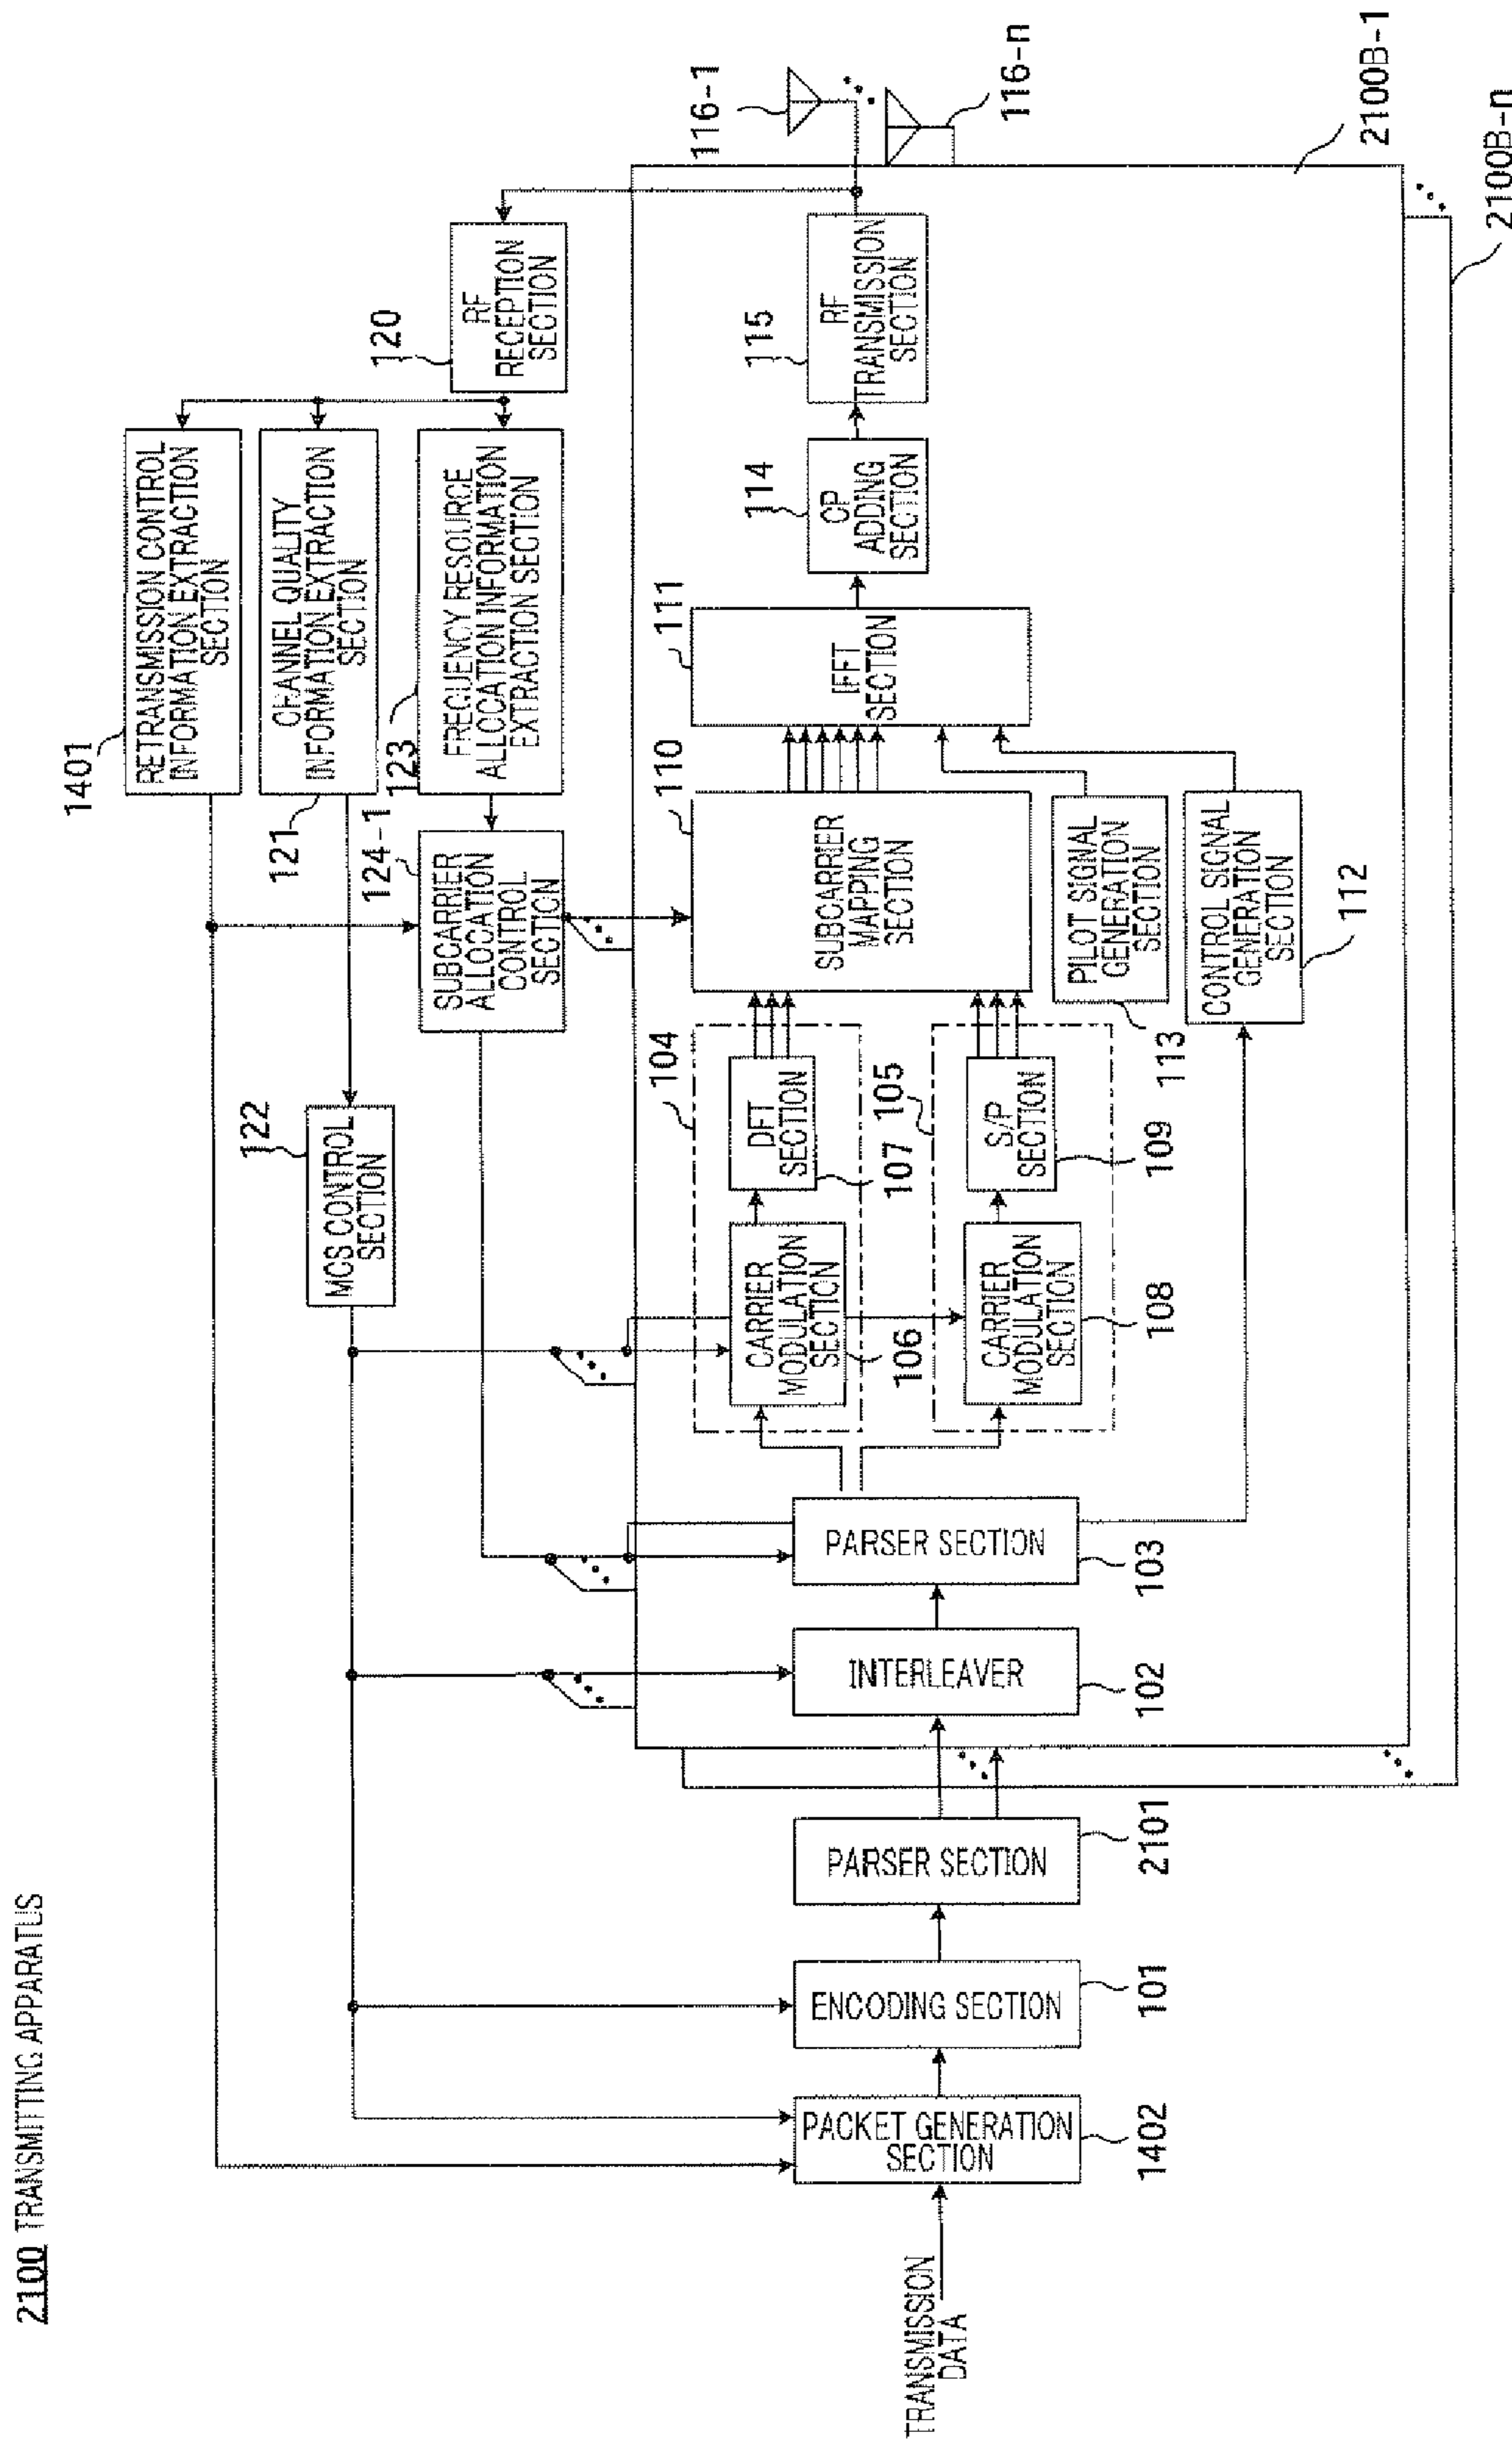 2100 TRANSMITTING APPARATUS
1401
RETRANSMISSION CONTROL
INFORMATION EXTRACTION
SECTION
CHANNEL QUALITY
INFORMATION EXTRACTION
SECTION
121
123
FREQUENCY RESOURCE
ALLOCATION INFORMATION
EXTRACTION SECTION
120
RF
RECEPTION
SECTION
122
MCS CONTROL
SECTION
124-1
SUBCARRIER
ALLOCATION
CONTROL
SECTION
116-1
116-n
2100B-1
2100B-n
TRANSMISSION
DATA
PACKET GENERATION
SECTION
1402
ENCODING SECTION
101
PARSER SECTION
2101
INTERLEAVER
102
PARSER SECTION
103
104
CARRIER
MODULATION
SECTION
106
DFT
SECTION
107
105
CARRIER
MODULATION
SECTION
108
S/P
SECTION
109
110
SUBCARRIER
MAPPING
SECTION
111
IFFT
SECTION
PILOT SIGNAL
GENERATION
SECTION
113
CONTROL SIGNAL
GENERATION
SECTION
112
114
CP
ADDING
SECTION
115
RF
TRANSMISSION
SECTION